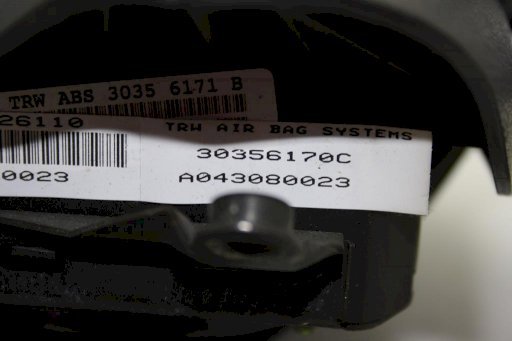 TRW ABS 3035 6171 B
26110
0023
TRW AIR BAG SYSTEMS
30356170C
A043080023